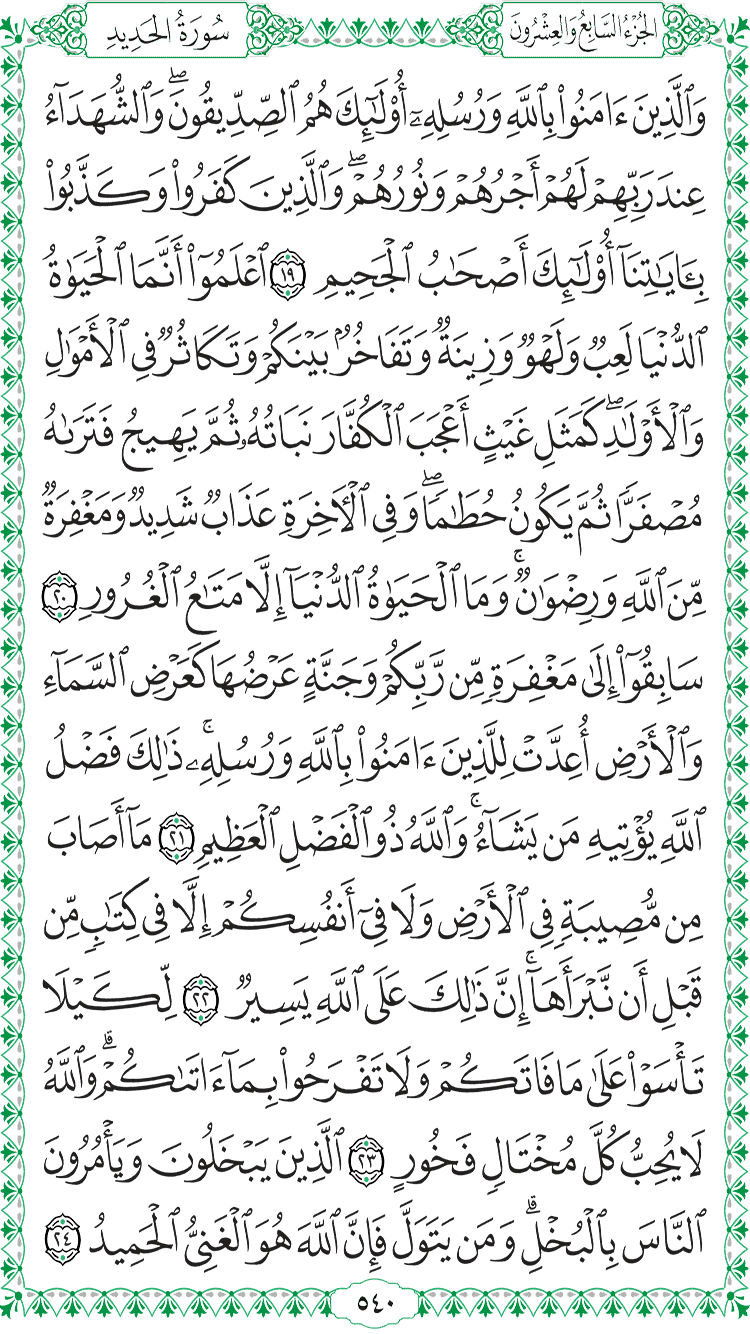 الجُزْءُ السَّابِعُ وَالعِشْرُونَ
سُورَةُ الحَدِيدِ
وَٱلَّذِينَ ءَامَنُواْ بِٱللَّهِ وَرُسُلِهِۦٓ أُوْلَٰٓئِكَ هُمُ ٱلصِّدِّيقُونَۖ وَٱلشُّهَدَآءُ
عِندَ رَبِّهِمۡ لَهُمۡ أَجۡرُهُمۡ وَنُورُهُمۡۖ وَٱلَّذِينَ كَفَرُواْ وَكَذَّبُواْ
بِـَٔايَٰتِنَآ أُوْلَٰٓئِكَ أَصۡحَٰبُ ٱلۡجَحِيمِ ١٩ ٱعۡلَمُوٓاْ أَنَّمَا ٱلۡحَيَوٰةُ
ٱلدُّنۡيَا لَعِبٞ وَلَهۡوٞ وَزِينَةٞ وَتَفَاخُرُۢ بَيۡنَكُمۡ وَتَكَاثُرٞ فِي ٱلۡأَمۡوَٰلِ
وَٱلۡأَوۡلَٰدِۖ كَمَثَلِ غَيۡثٍ أَعۡجَبَ ٱلۡكُفَّارَ نَبَاتُهُۥ ثُمَّ يَهِيجُ فَتَرَىٰهُ
مُصۡفَرّٗا ثُمَّ يَكُونُ حُطَٰمٗاۖ وَفِي ٱلۡأٓخِرَةِ عَذَابٞ شَدِيدٞ وَمَغۡفِرَةٞ
مِّنَ ٱللَّهِ وَرِضۡوَٰنٞۚ وَمَا ٱلۡحَيَوٰةُ ٱلدُّنۡيَآ إِلَّا مَتَٰعُ ٱلۡغُرُورِ ٢٠
سَابِقُوٓاْ إِلَىٰ مَغۡفِرَةٖ مِّن رَّبِّكُمۡ وَجَنَّةٍ عَرۡضُهَا كَعَرۡضِ ٱلسَّمَآءِ
وَٱلۡأَرۡضِ أُعِدَّتۡ لِلَّذِينَ ءَامَنُواْ بِٱللَّهِ وَرُسُلِهِۦۚ ذَٰلِكَ فَضۡلُ
ٱللَّهِ يُؤۡتِيهِ مَن يَشَآءُۚ وَٱللَّهُ ذُو ٱلۡفَضۡلِ ٱلۡعَظِيمِ ٢١ مَآ أَصَابَ
مِن مُّصِيبَةٖ فِي ٱلۡأَرۡضِ وَلَا فِيٓ أَنفُسِكُمۡ إِلَّا فِي كِتَٰبٖ مِّن
قَبۡلِ أَن نَّبۡرَأَهَآۚ إِنَّ ذَٰلِكَ عَلَى ٱللَّهِ يَسِيرٞ ٢٢ لِّكَيۡلَا
تَأۡسَوۡاْ عَلَىٰ مَا فَاتَكُمۡ وَلَا تَفۡرَحُواْ بِمَآ ءَاتَىٰكُمۡۗ وَٱللَّهُ
لَا يُحِبُّ كُلَّ مُخۡتَالٖ فَخُورٍ ٢٣ ٱلَّذِينَ يَبۡخَلُونَ وَيَأۡمُرُونَ
ٱلنَّاسَ بِٱلۡبُخۡلِۗ وَمَن يَتَوَلَّ فَإِنَّ ٱللَّهَ هُوَ ٱلۡغَنِيُّ ٱلۡحَمِيدُ ٢٤
٥٤٠